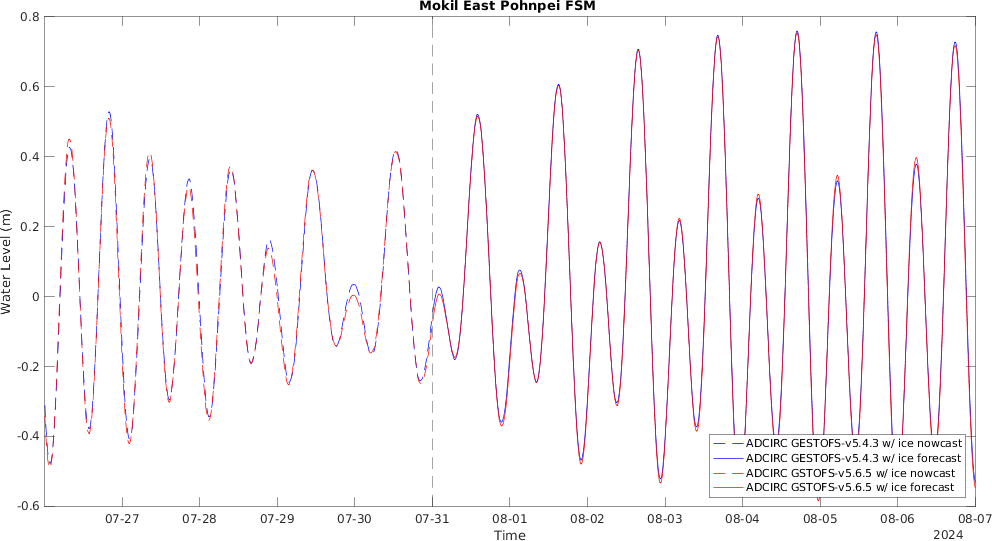 Mokil East Pohnpei FSM
0.8
0.6
0.4
0.2
0
-0.2
-0.4
-0.6
Water Level (m)
ADCIRC GESTOFS-v5.4.3 w/ ice nowcast
ADCIRC GESTOFS-v5.4.3 w/ ice forecast
ADCIRC GSTOFS-v5.6.5 w/ ice nowcast
ADCIRC GSTOFS-v5.6.5 w/ ice forecast
07-27 07-28 07-29 07-30 07-31 08-01 08-02 08-03 08-04 08-05 08-06 08-07
Time
2024